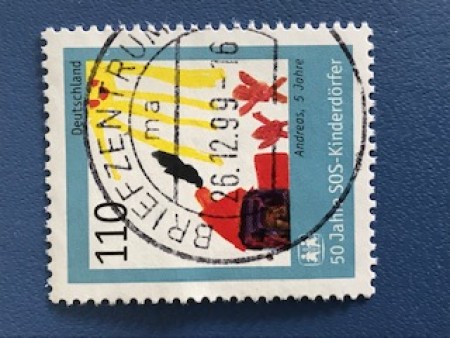 Deutschland
110
Andreas, 5 Jahre
50 Jahre SOS-Kinderdörfer
BRIEFZENTRUM
ma
26.12.99-16